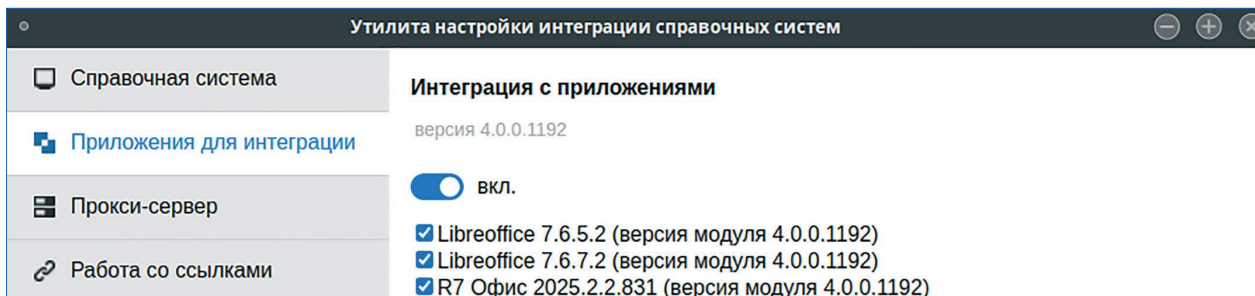 Утилита настройки интеграции справочных систем
Справочная система
Приложения для интеграции
Прокси-сервер
Работа со ссылками
Интеграция с приложениями
версия 4.0.0.1192
вкл.
Libreoffice 7.6.5.2 (версия модуля 4.0.0.1192)
Libreoffice 7.6.7.2 (версия модуля 4.0.0.1192)
R7 Офис 2025.2.2.831 (версия модуля 4.0.0.1192)